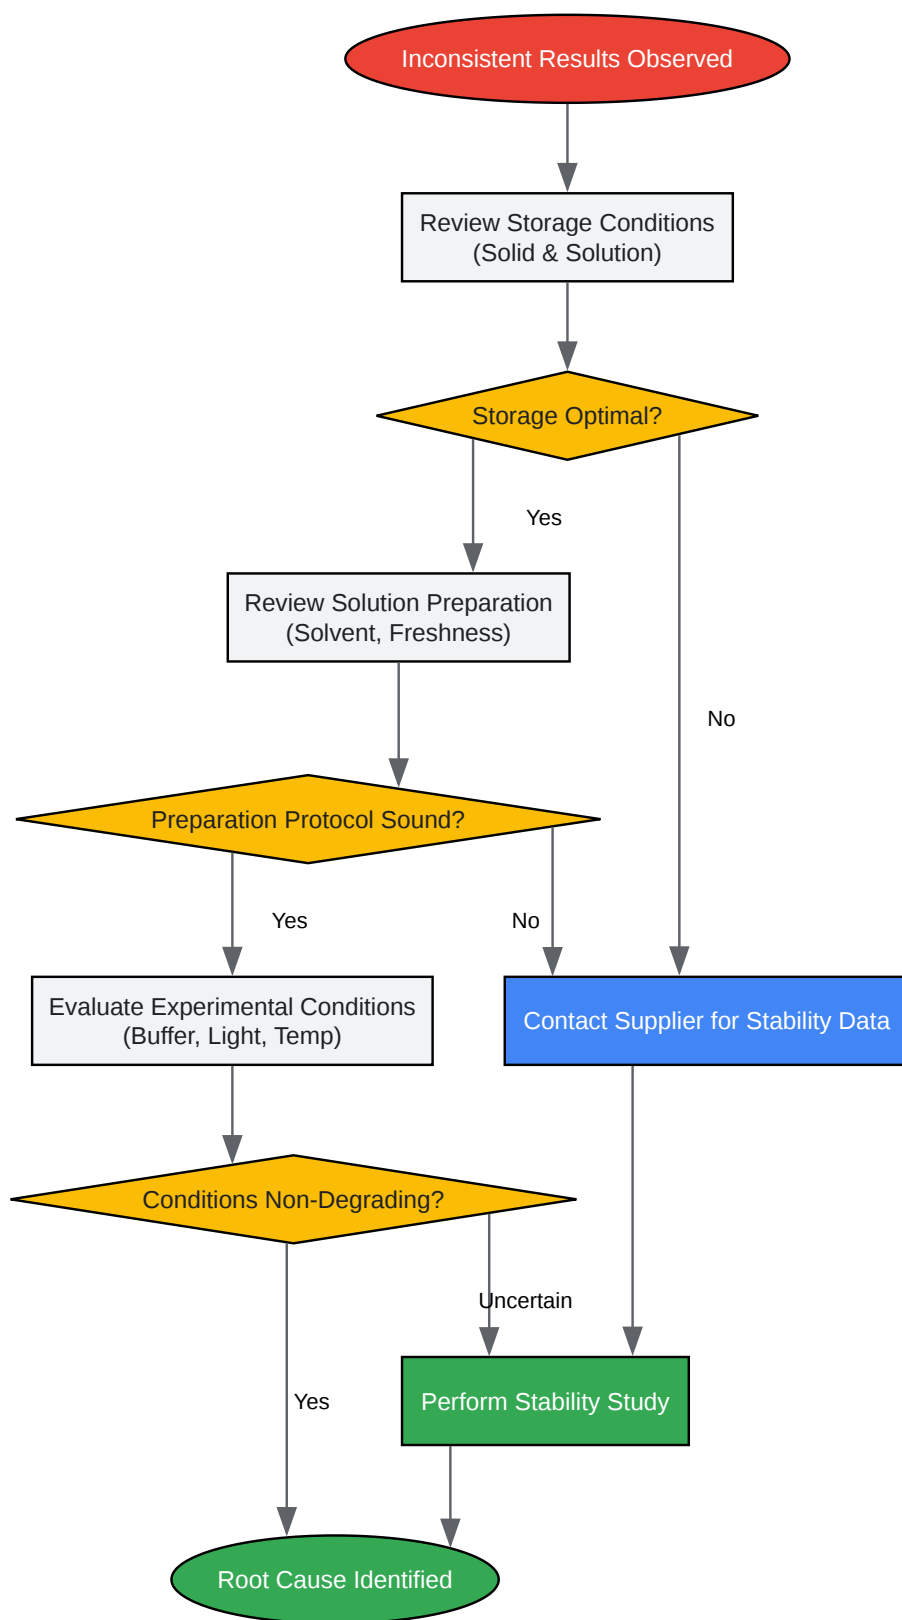 Inconsistent Results Observed
Review Storage Conditions
(Solid & Solution)
Storage Optimal?
Yes
Review Solution Preparation
(Solvent, Freshness)
No
Preparation Protocol Sound?
Yes
No
Evaluate Experimental Conditions
(Buffer, Light, Temp)
Contact Supplier for Stability Data
Conditions Non-Degrading?
Uncertain
Yes
Perform Stability Study
Root Cause Identified